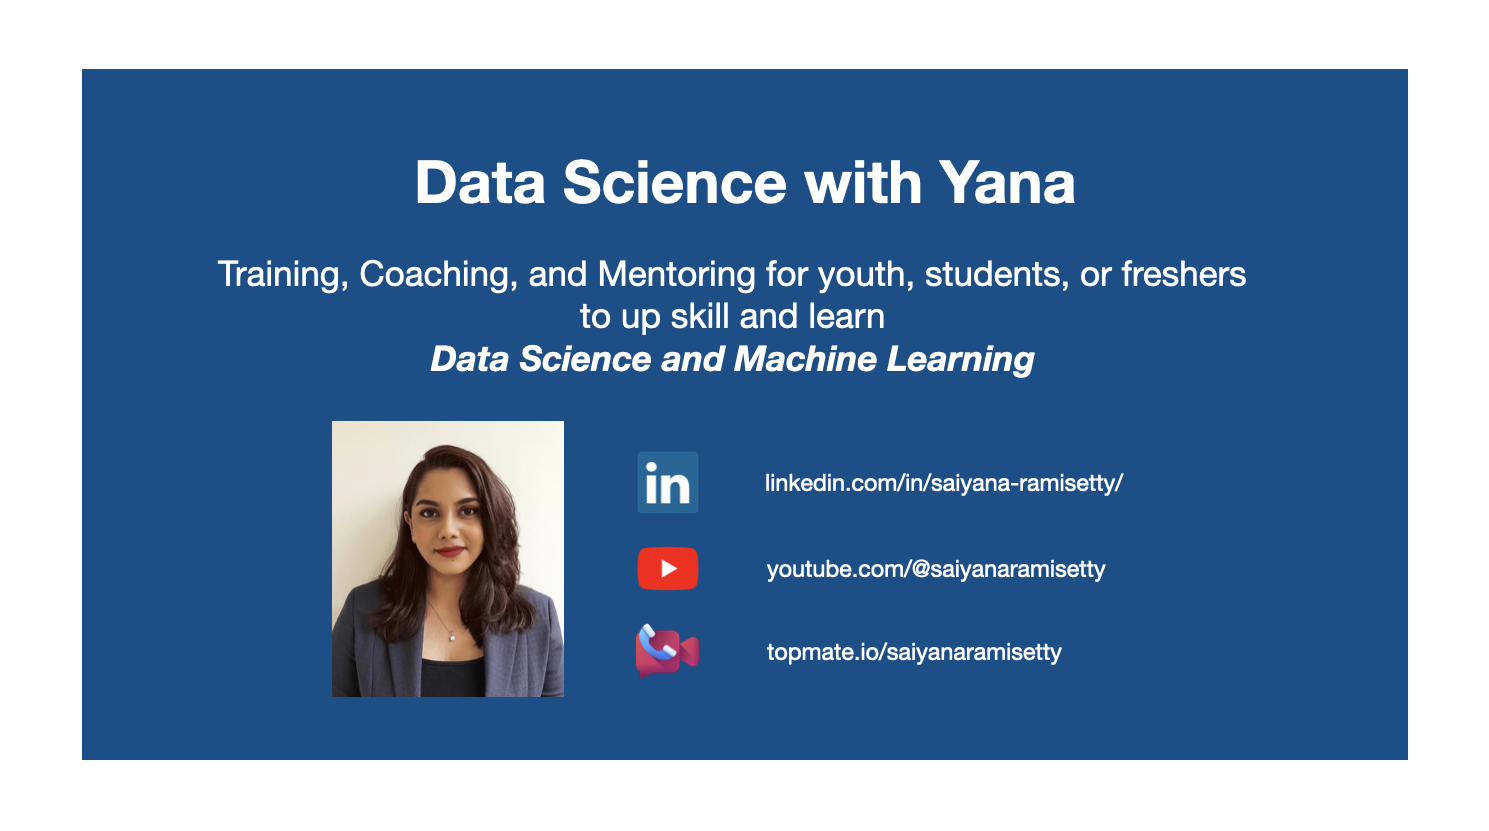 Data Science with Yana
Training, Coaching, and Mentoring for youth, students, or freshers
to up skill and learn
Data Science and Machine Learning
in
linkedin.com/in/saiyana-ramisetty/
youtube.com/@saiyanaramisetty
topmate.io/saiyanaramisetty